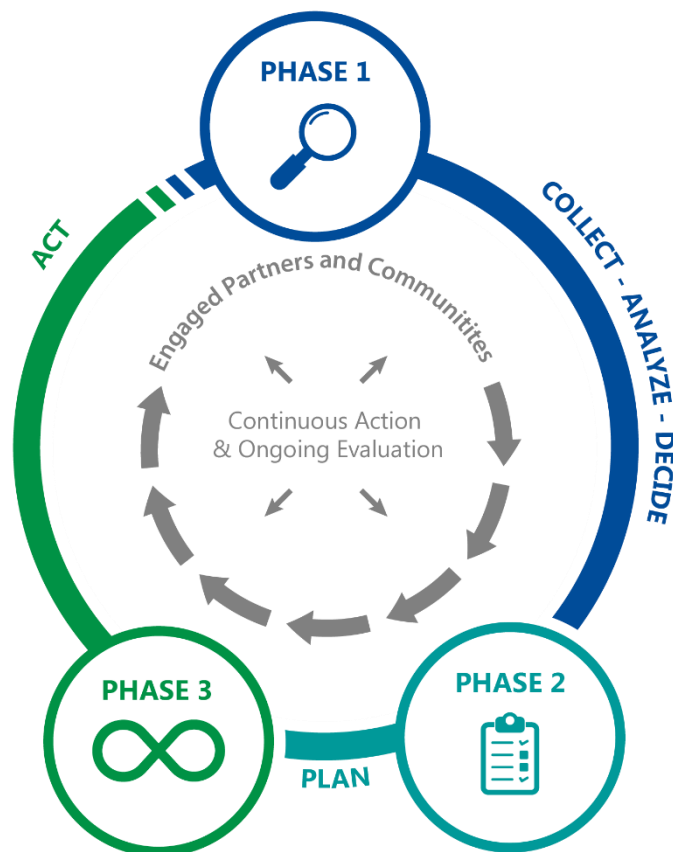 PHASE 1
COLLECT - ANALYZE - DECIDE
ACT
Engaged Partners and Communitites
Continuous Action
& Ongoing Evaluation
PHASE 3
PHASE 2
PLAN